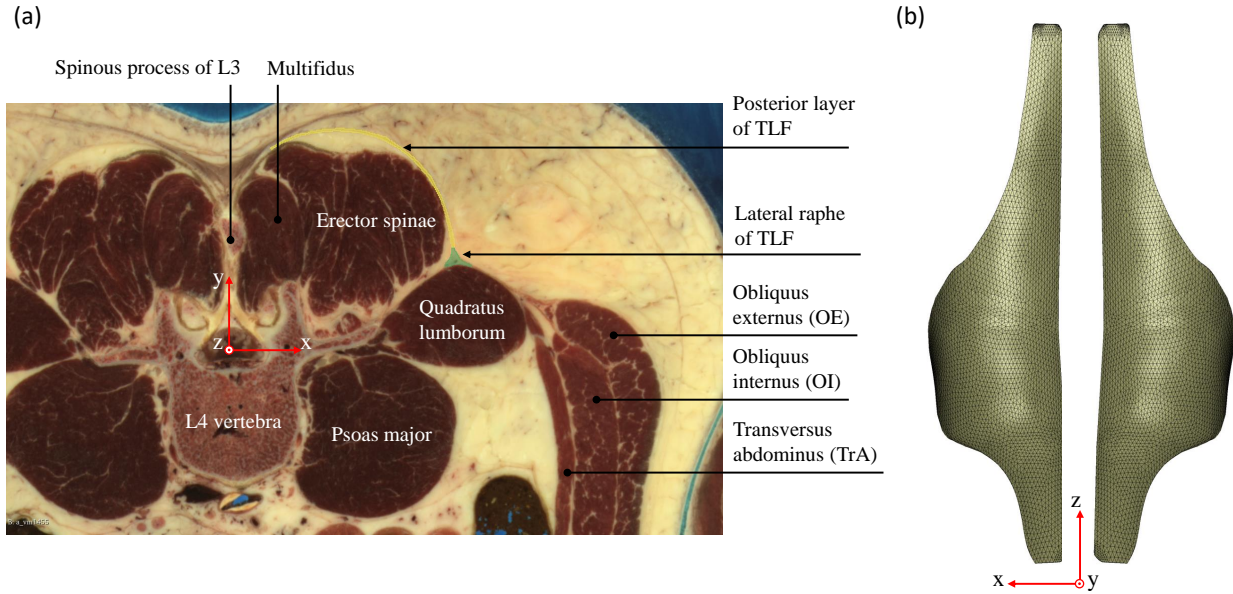 (a)
(b)
Spinous process of L3
Multifidus
Posterior layer
of TLF
Erector spinae
Lateral raphe
of TLF
y
Quadratus
lumborum
z
x
Obliquus
externus (OE)
Obliquus
internus (OI)
L4 vertebra
Psoas major
Transversus
abdominus (TrA)
z
x
y